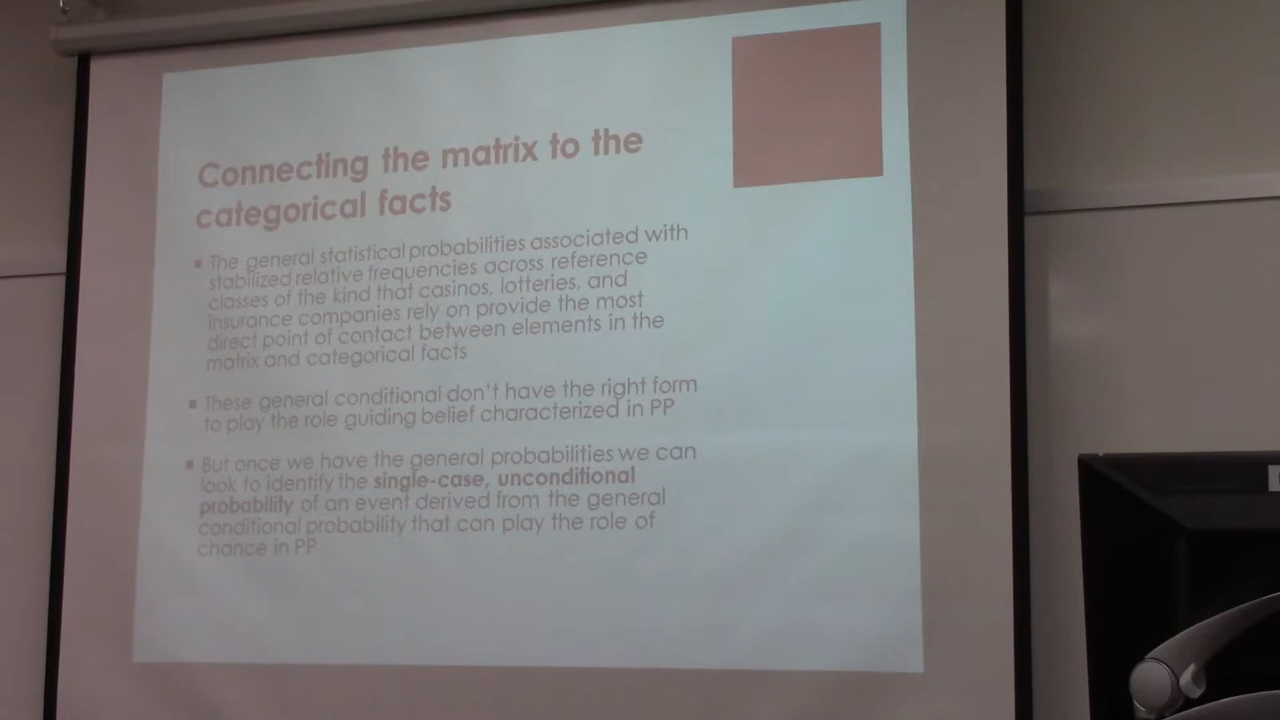 Connecting the matrix to the
categorical facts
The general statistical probabilities associated with
stabilized relative frequencies across reference
classes of the kind that casinos, lotteries, and
insurance companies rely on provide the most
direct point of contact between elements in the
matrix and categorical facts
These general conditional don't have the right form
to play the role guiding belief characterized in PP
But once we have the general probabilities we can
look to identify the single-case, unconditional
probability of an event derived from the general
conditional probability that can play the role of
chance in PP